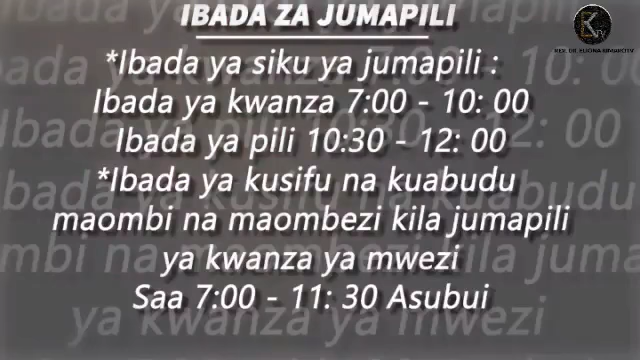 IBADA ZA JUMAPILI
*Ibada ya siku ya jumapili :
Ibada ya kwanza 7:00 - 10: 00
Ibada ya pili 10:30 - 12: 00
*Ibada ya kusifu na kuabudu
maombi na maombezi kila jumapili
ya kwanza ya mwezi
Saa 7:00 - 11: 30 Asubui